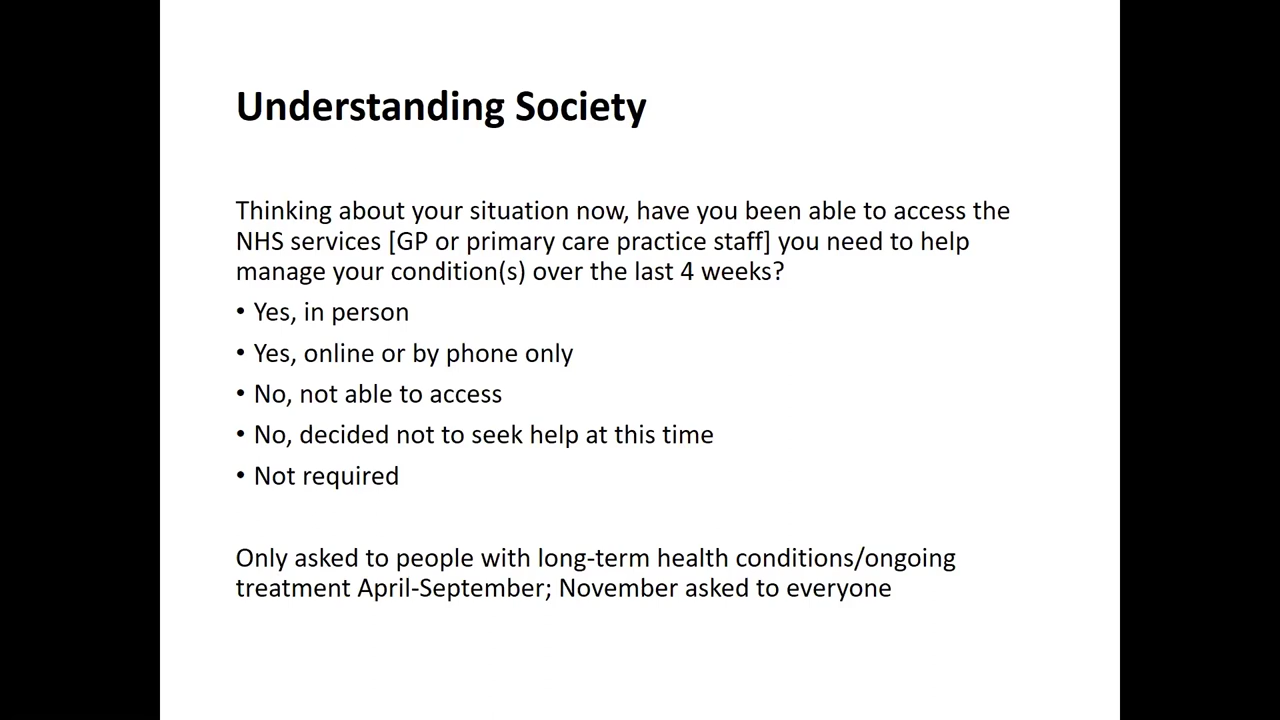 Understanding Society
Thinking about your situation now, have you been able to access the
NHS services [GP or primary care practice staff] you need to help
manage your condition(s) over the last 4 weeks?
• Yes, in person
• Yes, online or by phone only
• No, not able to access
• No, decided not to seek help at this time
• Not required
Only asked to people with long-term health conditions/ongoing
treatment April-September; November asked to everyone